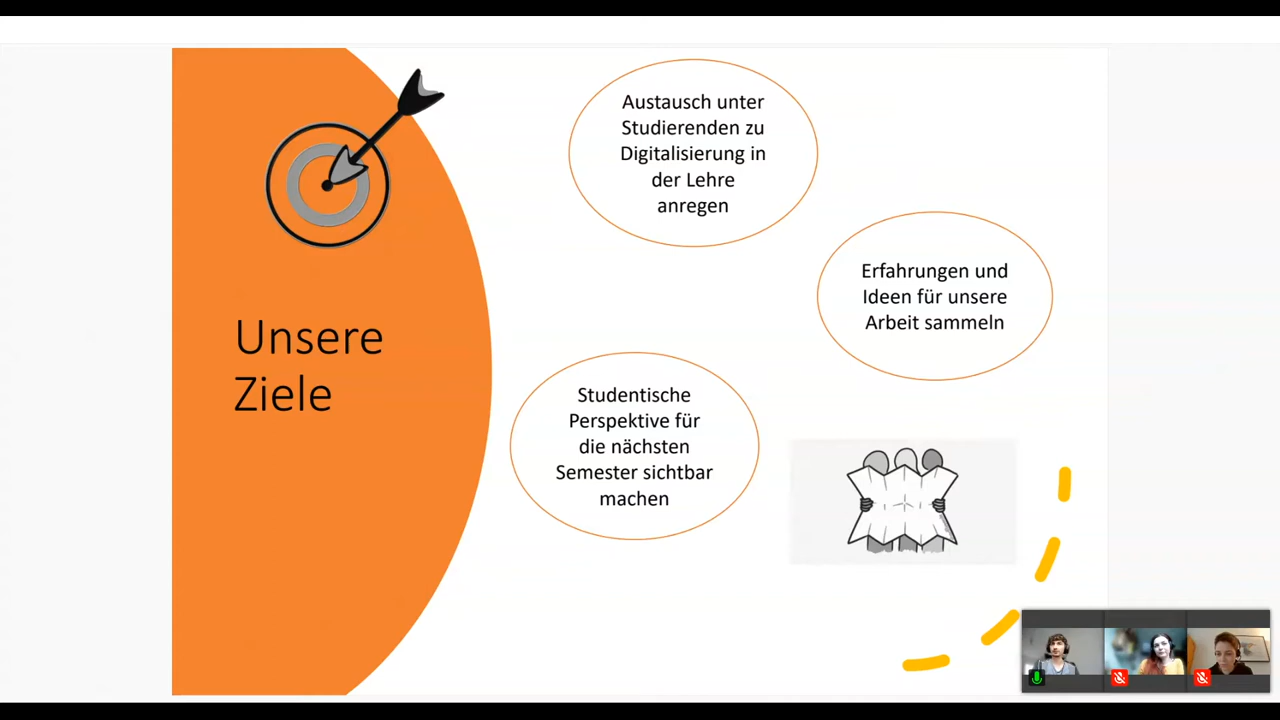 Unsere
Ziele
Austausch unter
Studierenden zu
Digitalisierung in
der Lehre
anregen
Erfahrungen und
Ideen für unsere
Arbeit sammeln
Studentische
Perspektive für
die nächsten
Semester sichtbar
machen